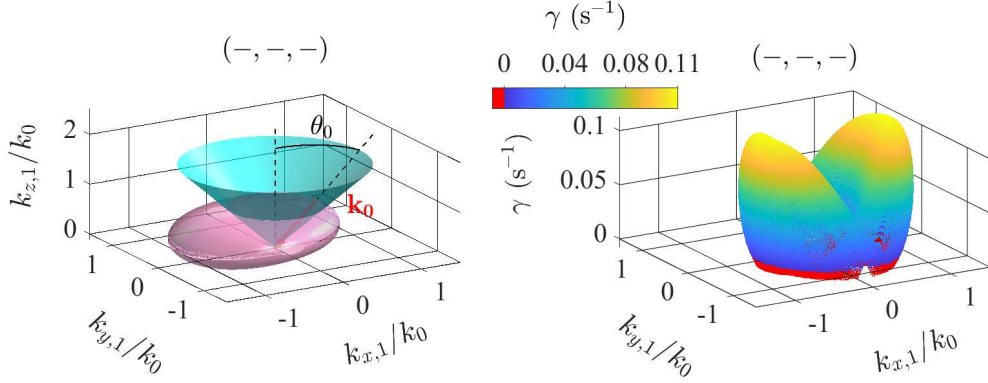 (−, −, −)
θ₀
k₀
k_{z,1}/k₀
2
1
0
k_{y,1}/k₀
1
0
-1
k_{x,1}/k₀
-1
0
1
γ (s⁻¹)
0 0.04 0.08 0.11
(−, −, −)
γ (s⁻¹)
0.1
0.05
0
k_{y,1}/k₀
1
0
-1
k_{x,1}/k₀
-1
0
1